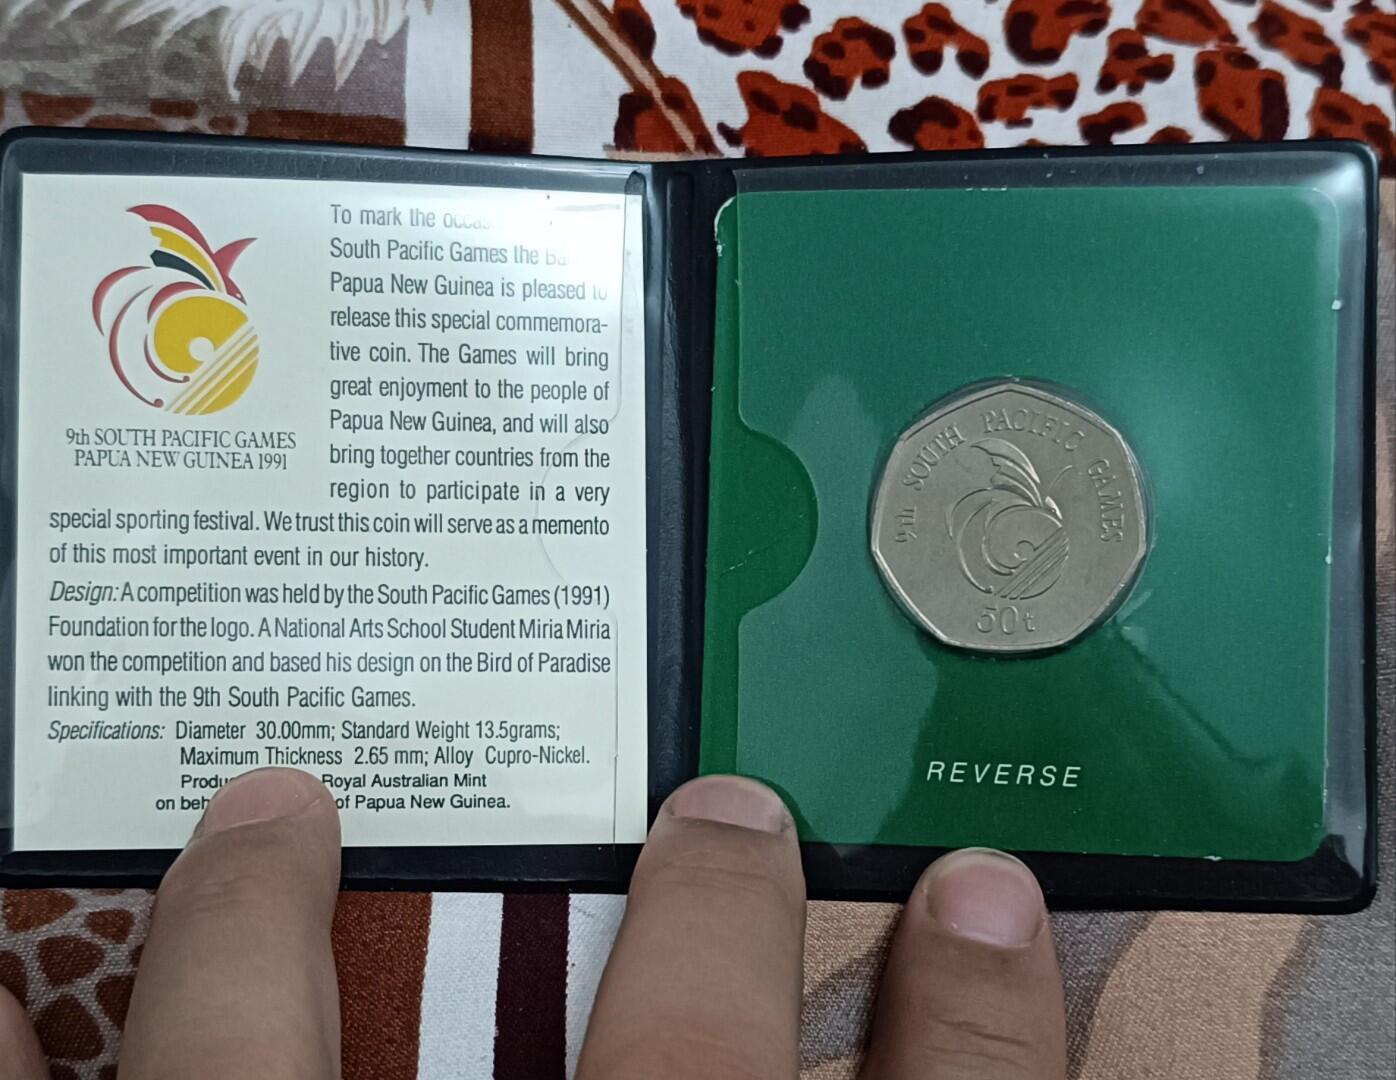 To mark the
South Pacific Games the
Papua New Guinea is pleased to
release this special commemora-
tive coin. The Games will bring
great enjoyment to the people of
Papua New Guinea, and will also
bring together countries from the
region to participate in a very
special sporting festival. We trust this coin will serve as a memento
of this most important event in our history.
9th SOUTH PACIFIC GAMES
PAPUA NEW GUINEA 1991
Design: A competition was held by the South Pacific Games (1991)
Foundation for the logo. A National Arts School Student Miria Miria
won the competition and based his design on the Bird of Paradise
linking with the 9th South Pacific Games.
Specifications: Diameter 30.00mm; Standard Weight 13.5grams;
Maximum Thickness 2.65 mm; Alloy Cupro-Nickel.
Royal Australian Mint
on of Papua New Guinea.
9th SOUTH PACIFIC GAMES
50t
REVERSE